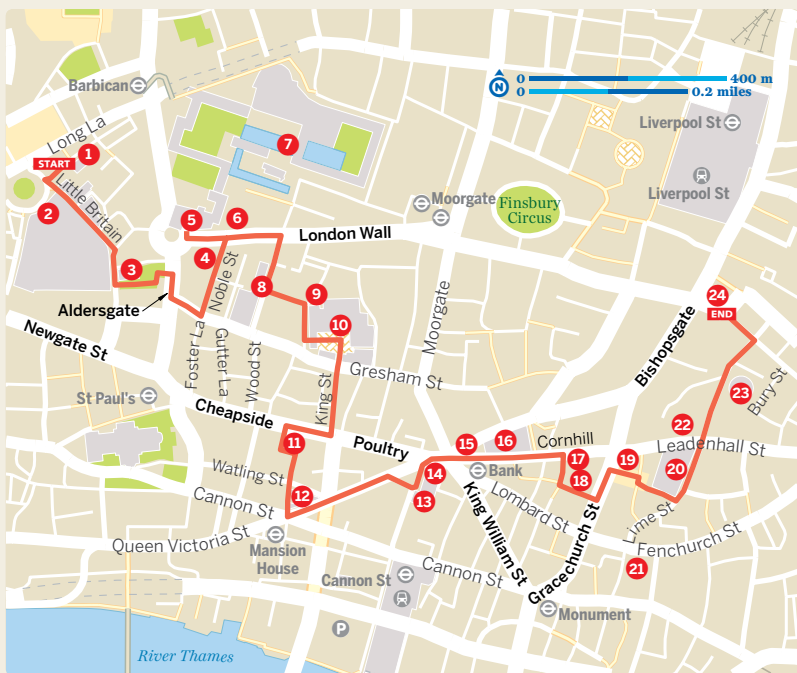 Barbican
N
0
400 m
0
0.2 miles
Long La
1
START
7
Liverpool St
Liverpool St
Little Britain
2
Moorgate
Finsbury
Circus
5
6
London Wall
4
3
Noble St
8
9
Aldersgate
10
Moorgate
24
END
Bishopsgate
Newgate St
Foster La
Gutter La
Wood St
King St
Gresham St
St Paul's
23
Bury St
Cheapside
22
11
Poultry
15
16
Cornhill
Leadenhall St
17
19
Watling St
14
Bank
18
20
Cannon St
12
13
King William St
Lombard St
Lime St
Queen Victoria St
Mansion
House
Gracechurch St
Fenchurch St
Cannon St
Cannon St
21
Monument
P
River Thames